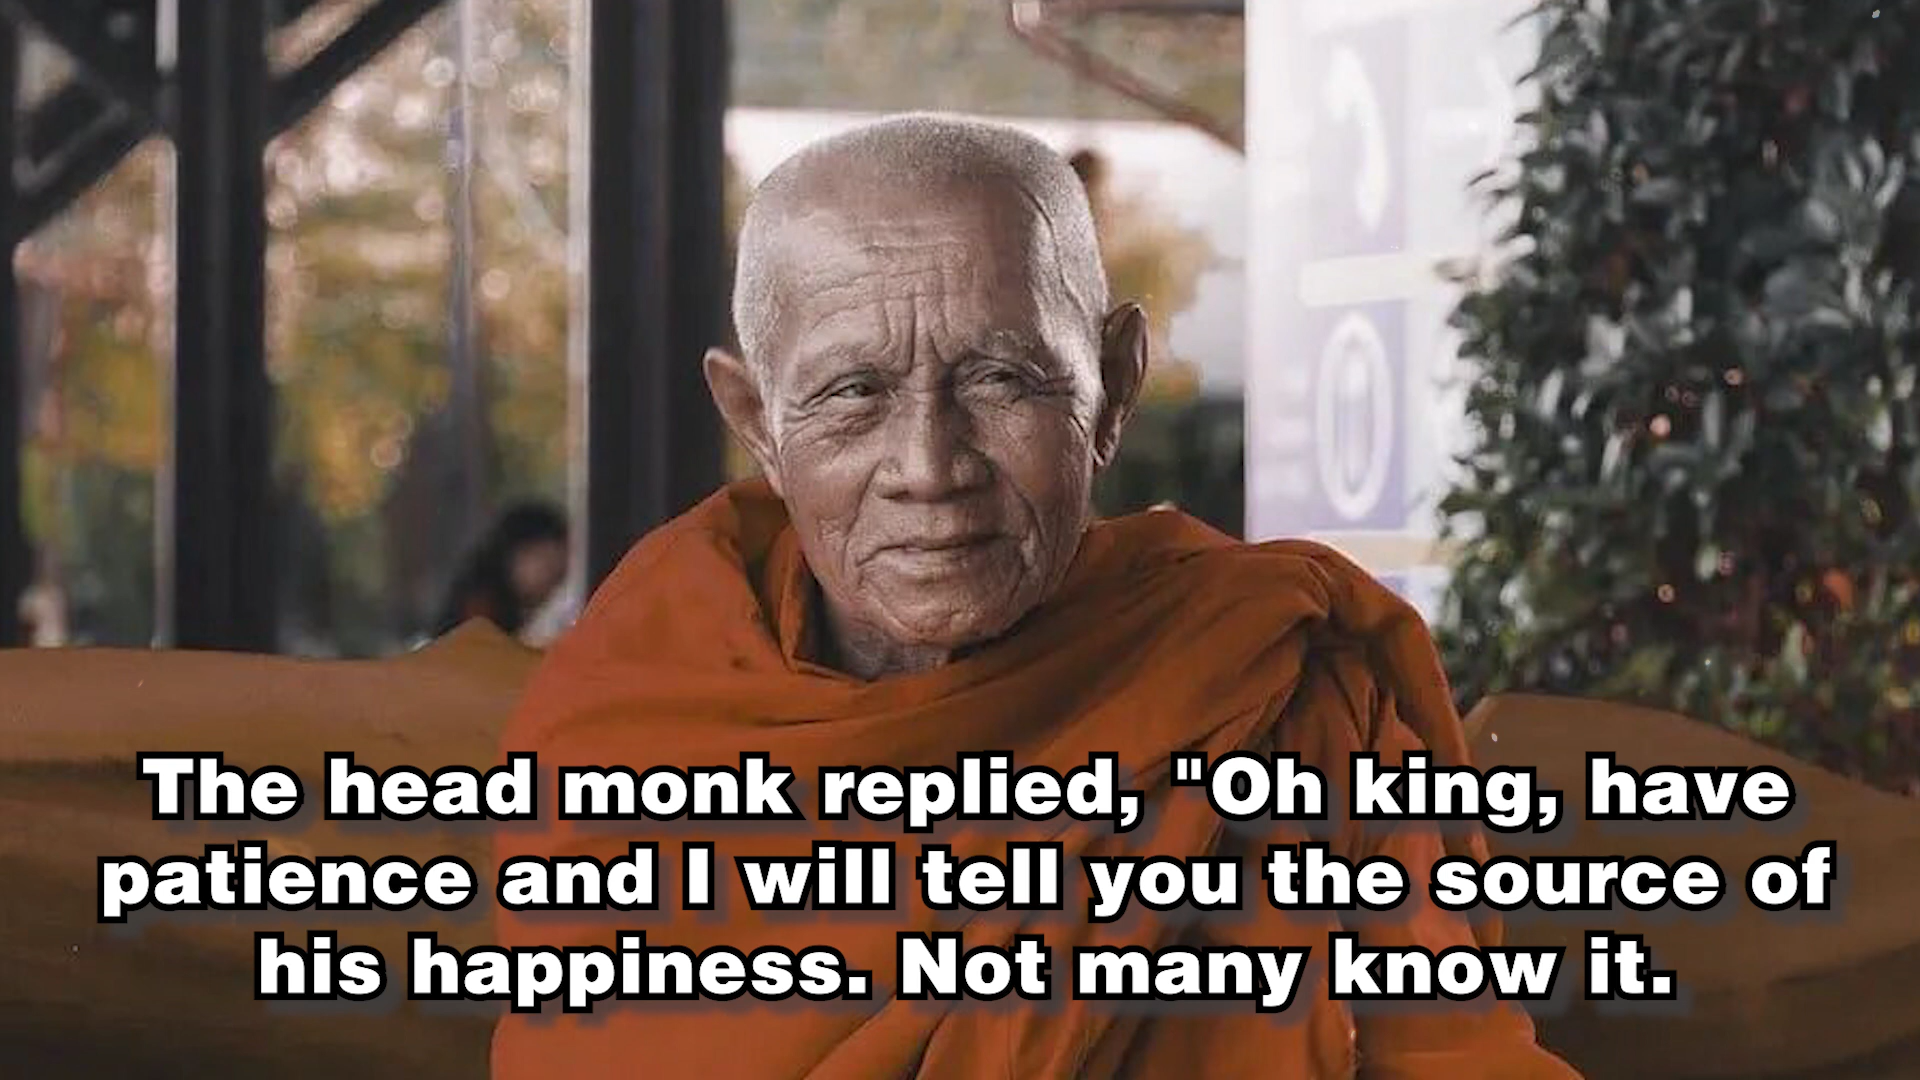 The head monk replied, "Oh king, have
patience and I will tell you the source of
his happiness. Not many know it.